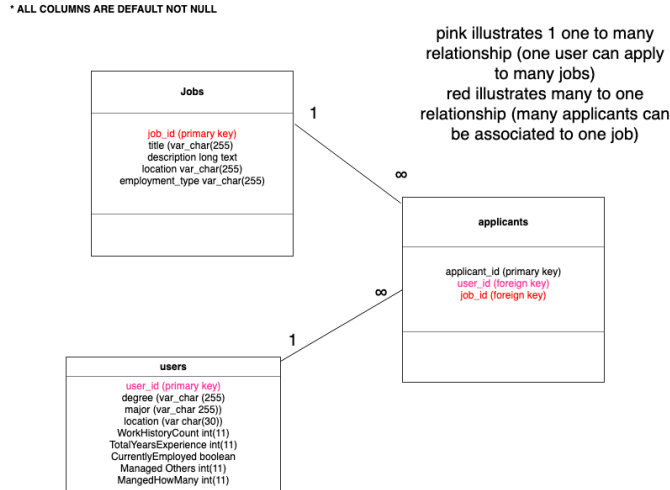 * ALL COLUMNS ARE DEFAULT NOT NULL
pink illustrates 1 one to many
relationship (one user can apply
to many jobs)
red illustrates many to one
relationship (many applicants can
be associated to one job)
Jobs
job_id (primary key)
title (var_char(255)
description long text
location var_char(255)
employment_type var_char(255)
1
∞
applicants
applicant_id (primary key)
user_id (foreign key)
job_id (foreign key)
∞
1
users
user_id (primary key)
degree (var_char (255)
major (var_char 255))
location (var char(30))
WorkHistoryCount int(11)
TotalYearsExperience int(11)
CurrentlyEmployed boolean
Managed Others int(11)
MangedHowMany int(11)